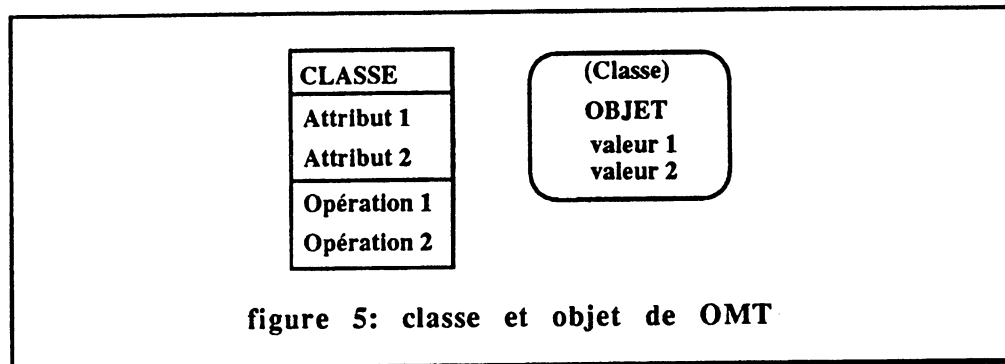 CLASSE
Attribut 1
Attribut 2
Opération 1
Opération 2
(Classe)
OBJET
valeur 1
valeur 2
figure 5: classe et objet de OMT